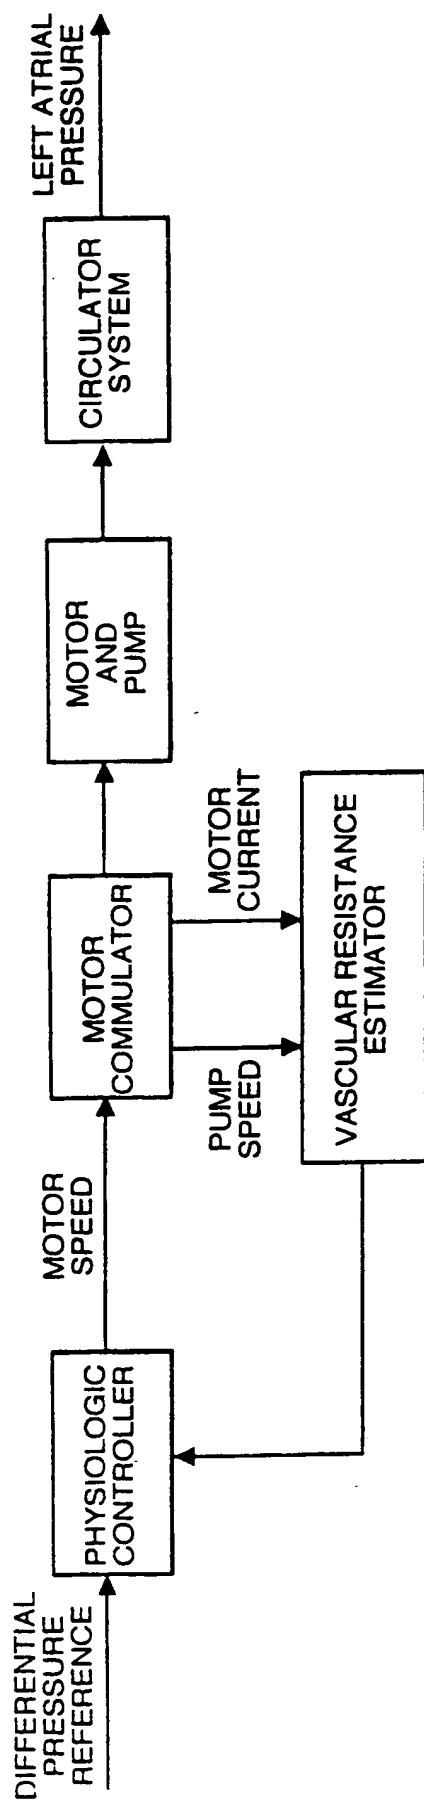 DIFFERENTIAL
PRESSURE
REFERENCE
PHYSIOLOGIC
CONTROLLER
MOTOR
SPEED
MOTOR
COMMULATOR
MOTOR
AND
PUMP
CIRCULATOR
SYSTEM
LEFT ATRIAL
PRESSURE
PUMP
SPEED
MOTOR
CURRENT
VASCULAR RESISTANCE
ESTIMATOR